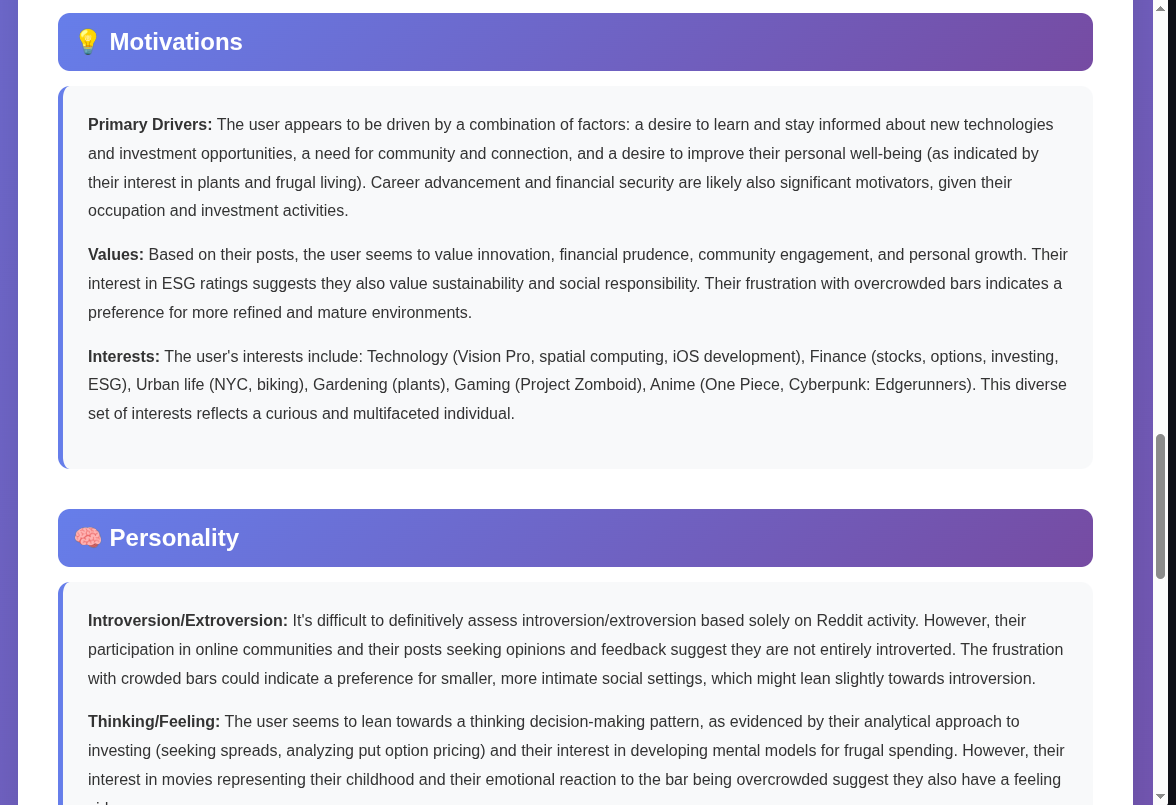 💡 Motivations
Primary Drivers: The user appears to be driven by a combination of factors: a desire to learn and stay informed about new technologies
and investment opportunities, a need for community and connection, and a desire to improve their personal well-being (as indicated by
their interest in plants and frugal living). Career advancement and financial security are likely also significant motivators, given their
occupation and investment activities.
Values: Based on their posts, the user seems to value innovation, financial prudence, community engagement, and personal growth. Their
interest in ESG ratings suggests they also value sustainability and social responsibility. Their frustration with overcrowded bars indicates a
preference for more refined and mature environments.
Interests: The user's interests include: Technology (Vision Pro, spatial computing, iOS development), Finance (stocks, options, investing,
ESG), Urban life (NYC, biking), Gardening (plants), Gaming (Project Zomboid), Anime (One Piece, Cyberpunk: Edgerunners). This diverse
set of interests reflects a curious and multifaceted individual.
🧠 Personality
Introversion/Extroversion: It's difficult to definitively assess introversion/extroversion based solely on Reddit activity. However, their
participation in online communities and their posts seeking opinions and feedback suggest they are not entirely introverted. The frustration
with crowded bars could indicate a preference for smaller, more intimate social settings, which might lean slightly towards introversion.
Thinking/Feeling: The user seems to lean towards a thinking decision-making pattern, as evidenced by their analytical approach to
investing (seeking spreads, analyzing put option pricing) and their interest in developing mental models for frugal spending. However, their
interest in movies representing their childhood and their emotional reaction to the bar being overcrowded suggest they also have a feeling